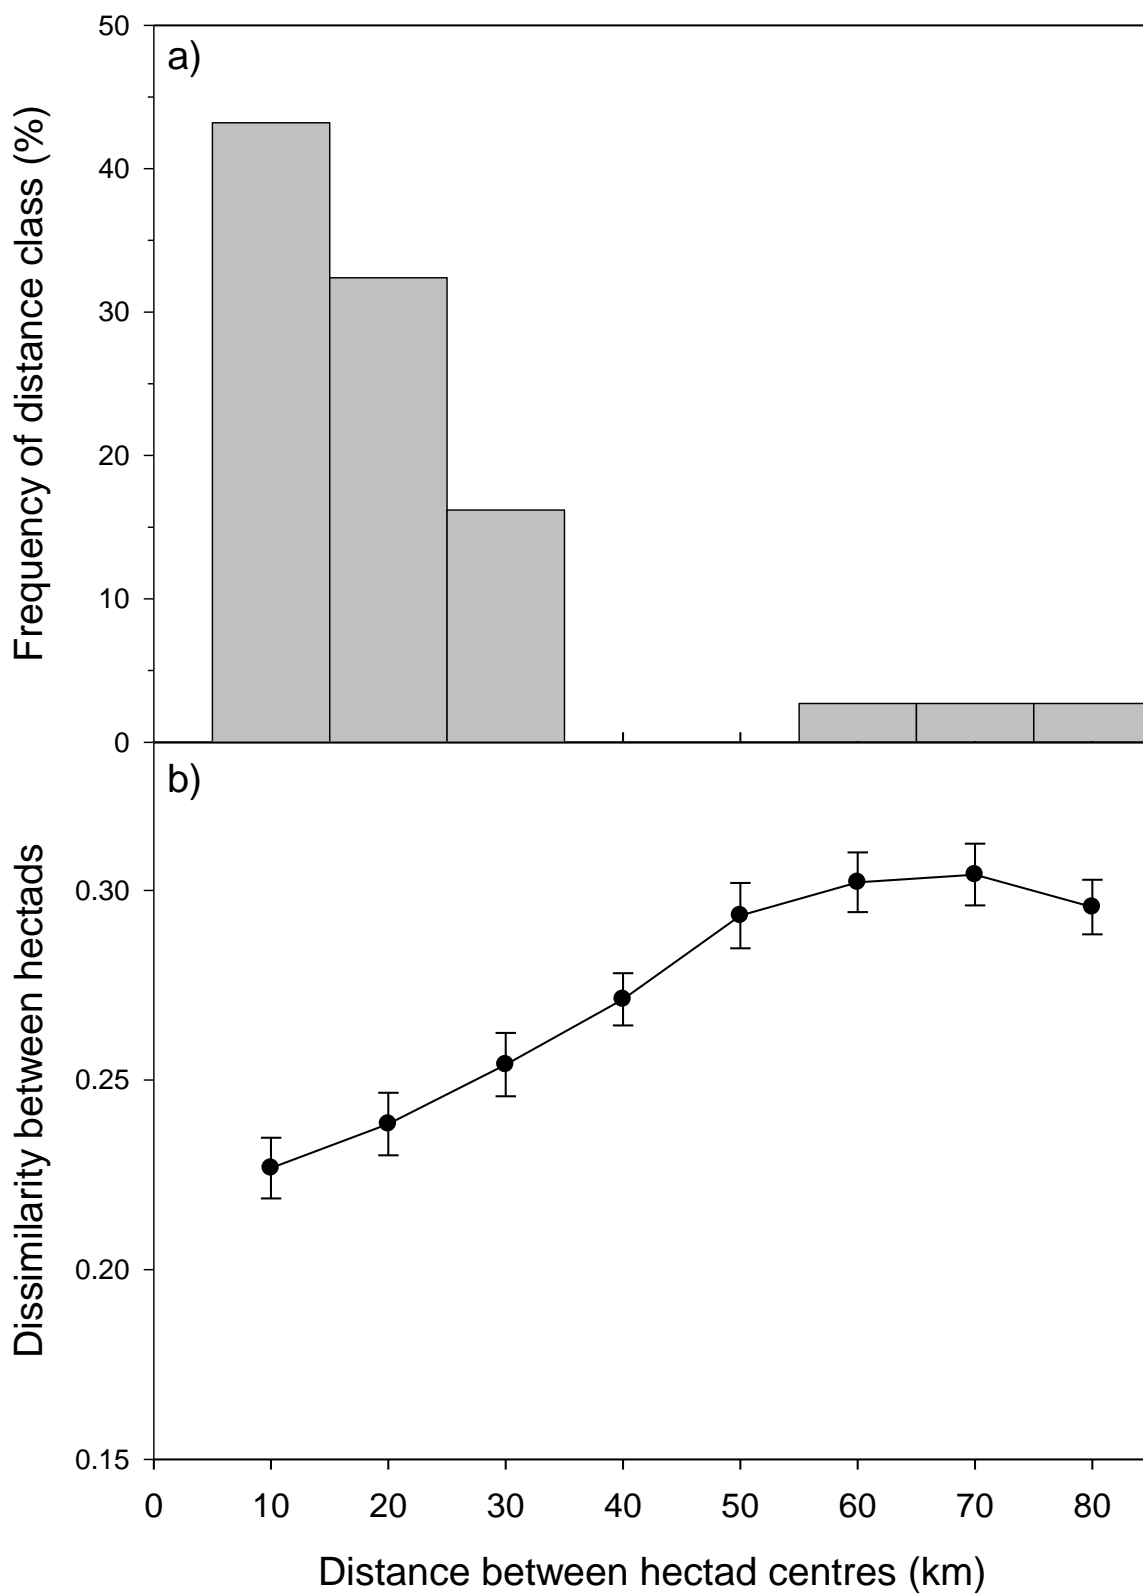 a)
Frequency of distance class (%)
50
40
30
20
10
0
b)
Dissimilarity between hectads
0.30
0.25
0.20
0.15
0 10 20 30 40 50 60 70 80
Distance between hectad centres (km)